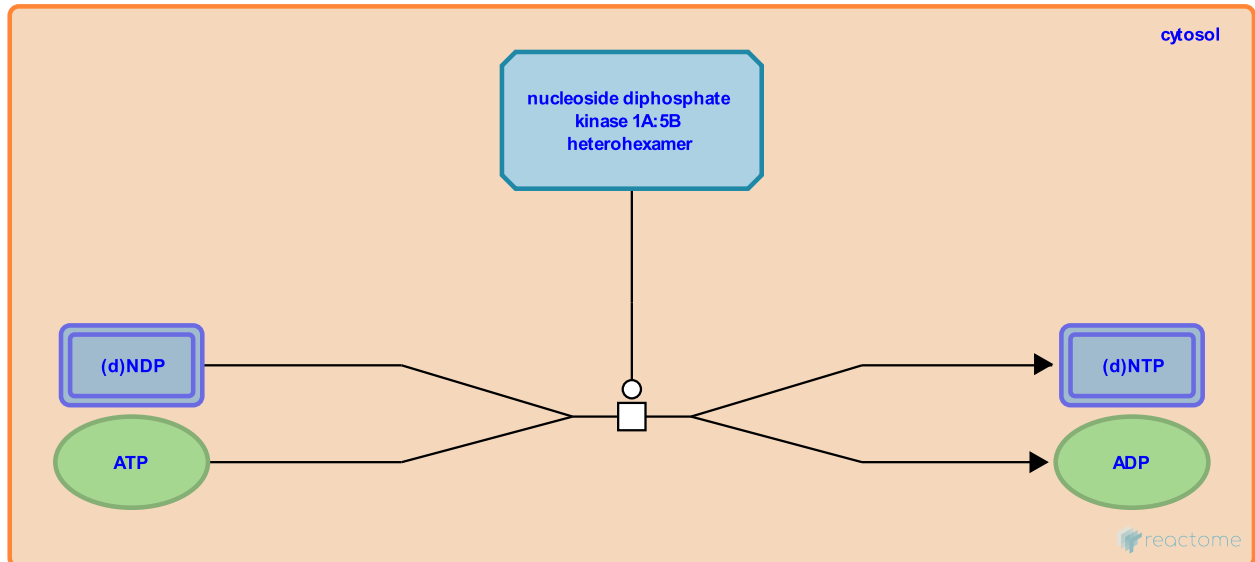 cytosol
nucleoside diphosphate
kinase 1A:5B
heterohexamer
(d)NDP
(d)NTP
ATP
ADP
reactome